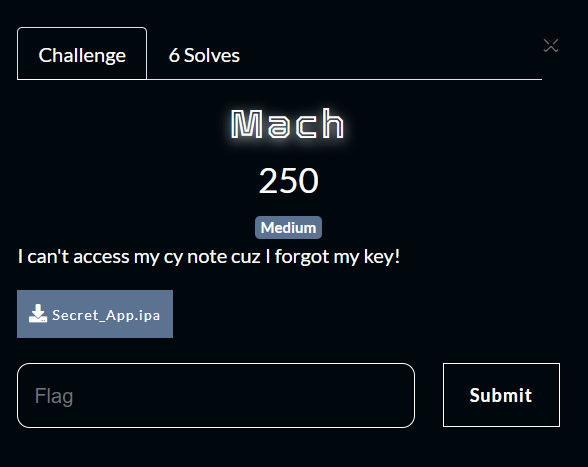 Challenge
6 Solves
Mach
250
Medium
I can't access my cy note cuz I forgot my key!
Secret_App.ipa
Flag
Submit